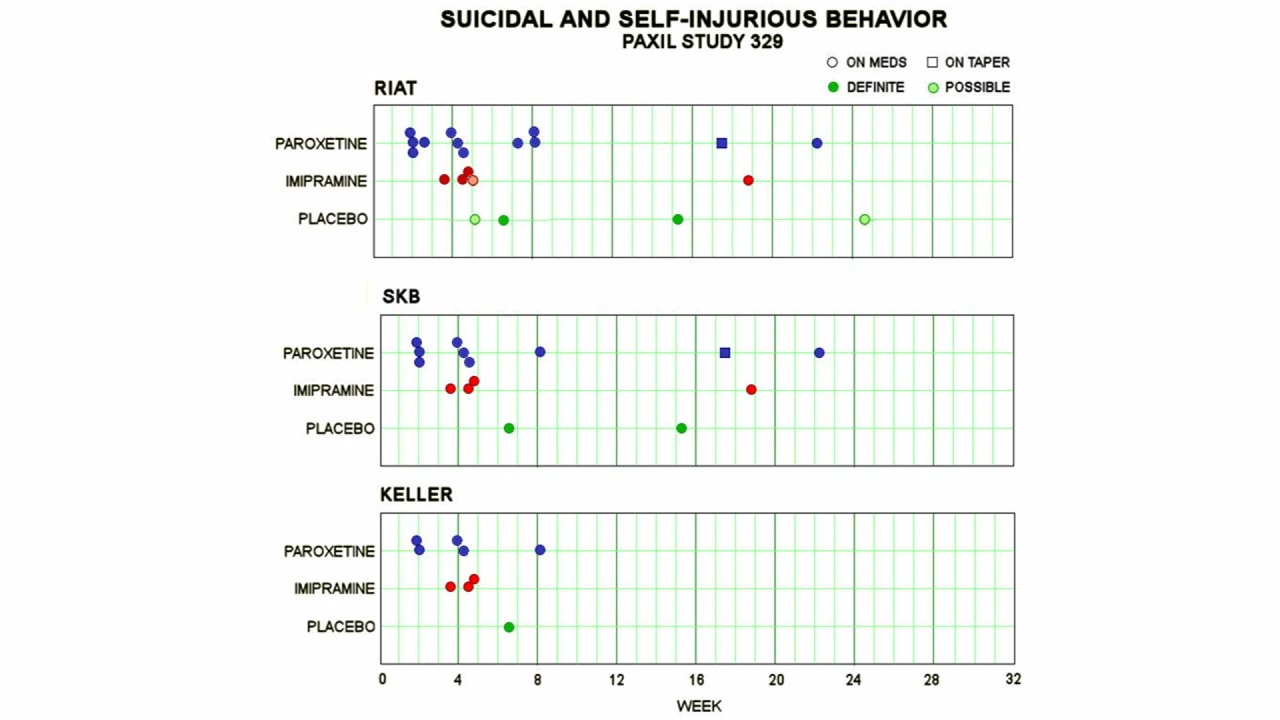 SUICIDAL AND SELF-INJURIOUS BEHAVIOR
PAXIL STUDY 329
ON MEDS ON TAPER
DEFINITE POSSIBLE
RIAT
PAROXETINE
IMIPRAMINE
PLACEBO
SKB
PAROXETINE
IMIPRAMINE
PLACEBO
KELLER
PAROXETINE
IMIPRAMINE
PLACEBO
0 4 8 12 16 20 24 28 32
WEEK